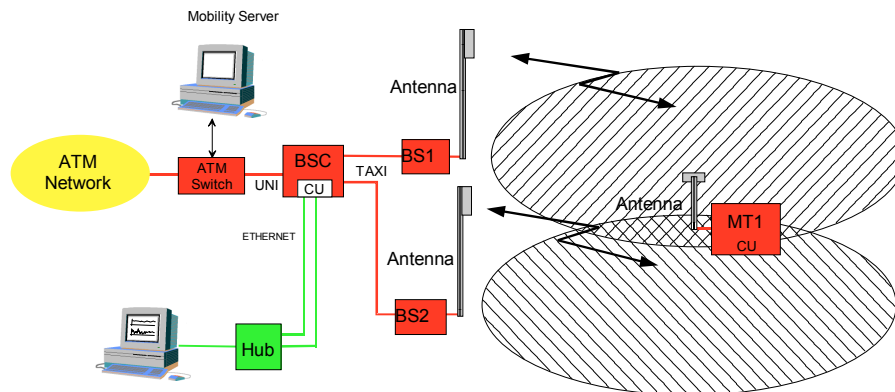 Mobility Server
Antenna
ATM
Network
ATM
Switch
UNI
BSC
CU
TAXI
BS1
Antenna
MT1
CU
ETHERNET
Antenna
BS2
Hub